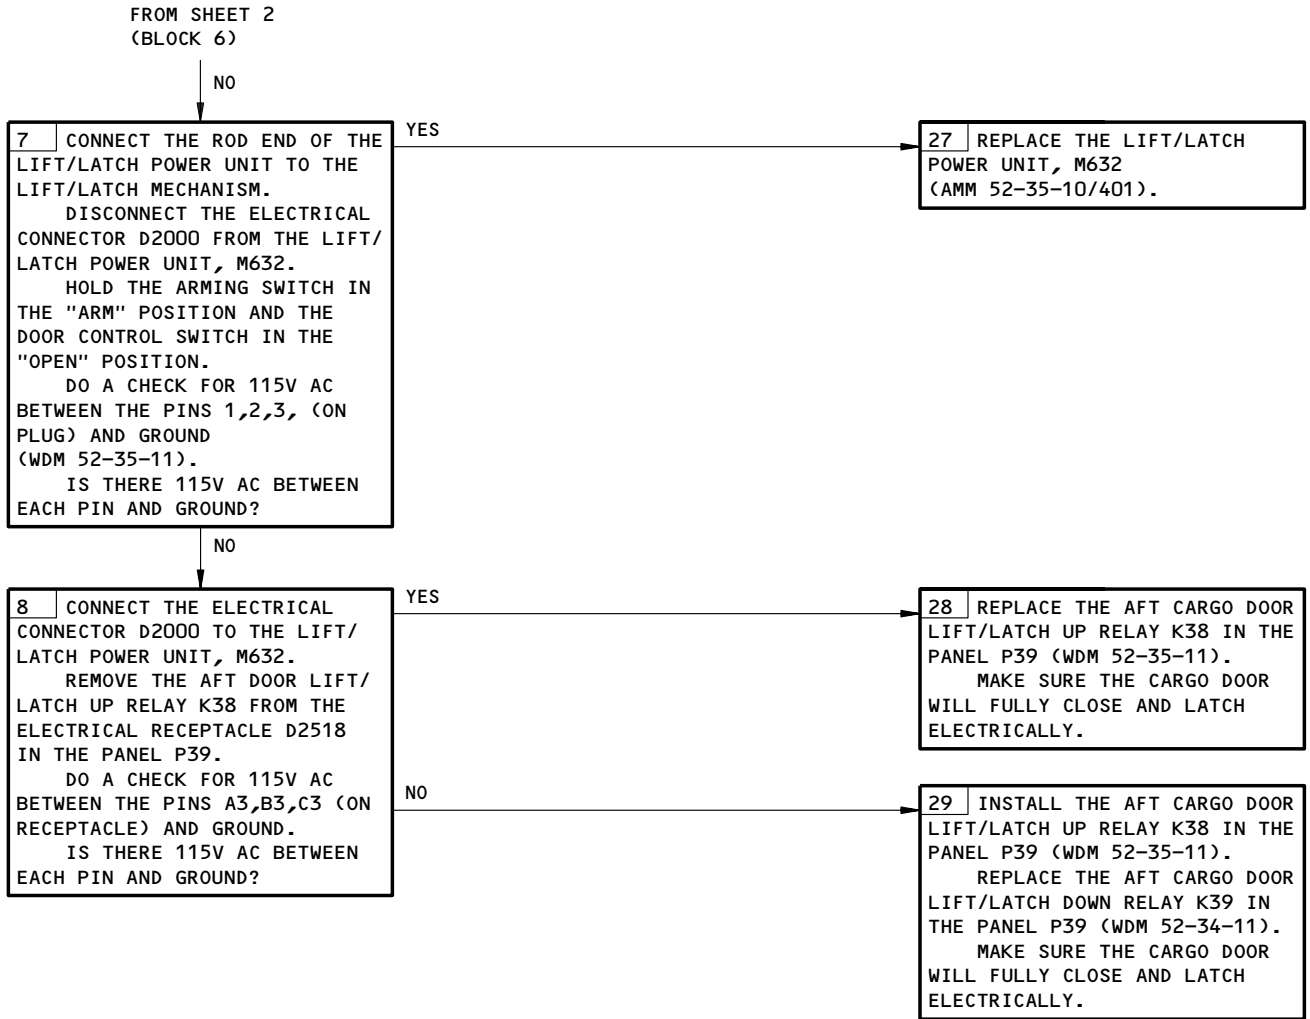 FROM SHEET 2
(BLOCK 6)
NO
7 CONNECT THE ROD END OF THE
LIFT/LATCH POWER UNIT TO THE
LIFT/LATCH MECHANISM.
DISCONNECT THE ELECTRICAL
CONNECTOR D2000 FROM THE LIFT/
LATCH POWER UNIT, M632.
HOLD THE ARMING SWITCH IN
THE "ARM" POSITION AND THE
DOOR CONTROL SWITCH IN THE
"OPEN" POSITION.
DO A CHECK FOR 115V AC
BETWEEN THE PINS 1,2,3, (ON
PLUG) AND GROUND
(WDM 52-35-11).
IS THERE 115V AC BETWEEN
EACH PIN AND GROUND?
YES
27 REPLACE THE LIFT/LATCH
POWER UNIT, M632
(AMM 52-35-10/401).
NO
8 CONNECT THE ELECTRICAL
CONNECTOR D2000 TO THE LIFT/
LATCH POWER UNIT, M632.
REMOVE THE AFT DOOR LIFT/
LATCH UP RELAY K38 FROM THE
ELECTRICAL RECEPTACLE D2518
IN THE PANEL P39.
DO A CHECK FOR 115V AC
BETWEEN THE PINS A3,B3,C3 (ON
RECEPTACLE) AND GROUND.
IS THERE 115V AC BETWEEN
EACH PIN AND GROUND?
YES
28 REPLACE THE AFT CARGO DOOR
LIFT/LATCH UP RELAY K38 IN THE
PANEL P39 (WDM 52-35-11).
MAKE SURE THE CARGO DOOR
WILL FULLY CLOSE AND LATCH
ELECTRICALLY.
NO
29 INSTALL THE AFT CARGO DOOR
LIFT/LATCH UP RELAY K38 IN THE
PANEL P39 (WDM 52-35-11).
REPLACE THE AFT CARGO DOOR
LIFT/LATCH DOWN RELAY K39 IN
THE PANEL P39 (WDM 52-34-11).
MAKE SURE THE CARGO DOOR
WILL FULLY CLOSE AND LATCH
ELECTRICALLY.